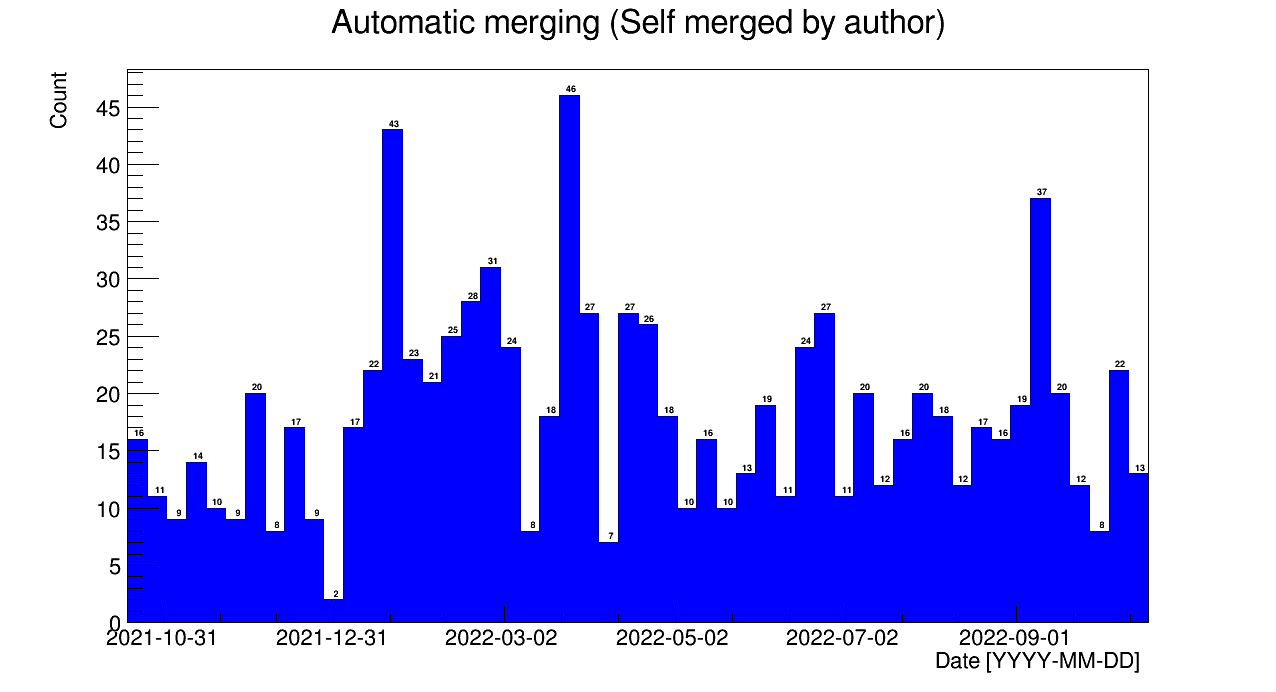 Automatic merging (Self merged by author)
Count
45
40
35
30
25
20
15
10
5
0
16 11 9 14 10 9 20 8 17 9 2 17 22 43 23 21 25 28 31 24 8 18 46 27 7 27 26 18 10 16 10 13 19 11 24 27 11 20 12 16 20 18 12 17 16 19 37 20 12 8 22 13
2021-10-31 2021-12-31 2022-03-02 2022-05-02 2022-07-02 2022-09-01
Date [YYYY-MM-DD]